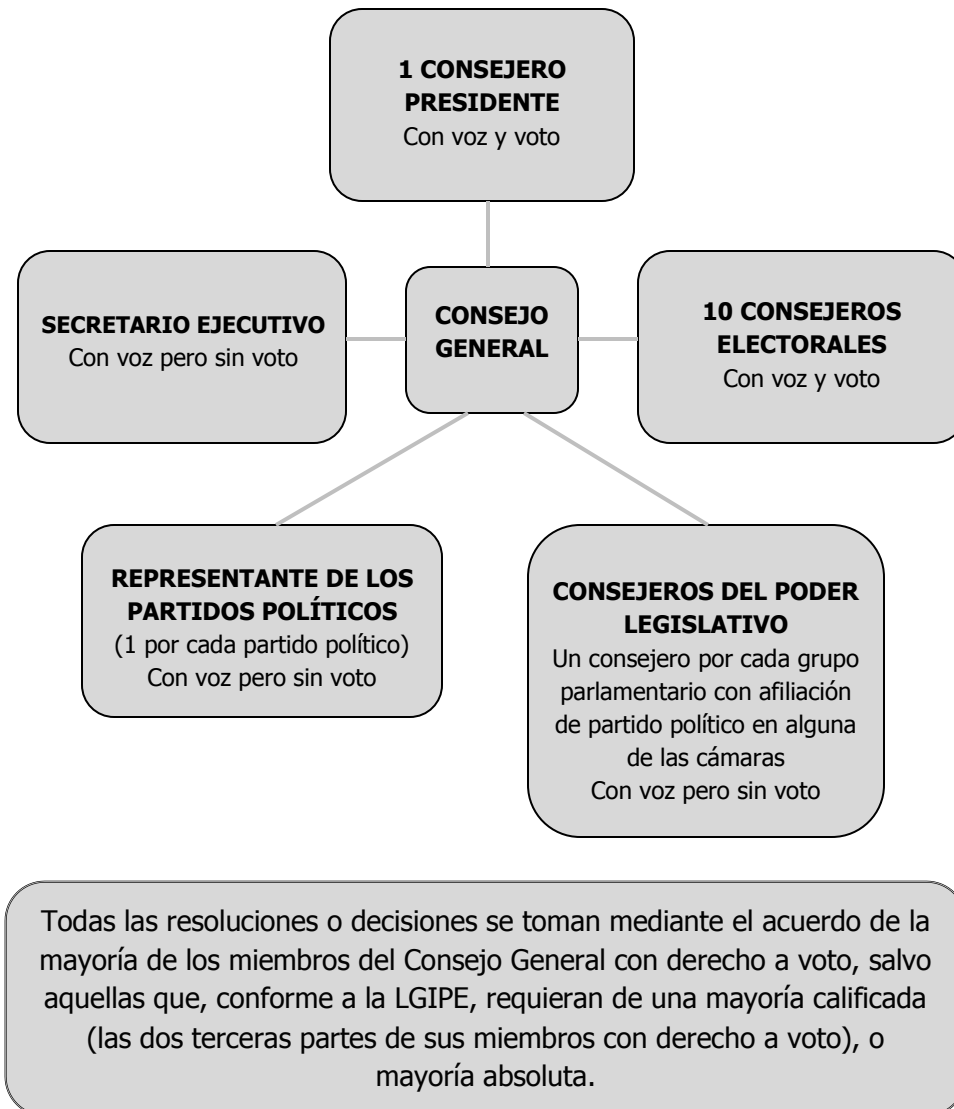 1 CONSEJERO
PRESIDENTE
Con voz y voto
SECRETARIO EJECUTIVO
Con voz pero sin voto
CONSEJO
GENERAL
10 CONSEJEROS
ELECTORALES
Con voz y voto
REPRESENTANTE DE LOS
PARTIDOS POLÍTICOS
(1 por cada partido político)
Con voz pero sin voto
CONSEJEROS DEL PODER
LEGISLATIVO
Un consejero por cada grupo
parlamentario con afiliación
de partido político en alguna
de las cámaras
Con voz pero sin voto
Todas las resoluciones o decisiones se toman mediante el acuerdo de la
mayoría de los miembros del Consejo General con derecho a voto, salvo
aquellas que, conforme a la LGIPE, requieran de una mayoría calificada
(las dos terceras partes de sus miembros con derecho a voto), o
mayoría absoluta.